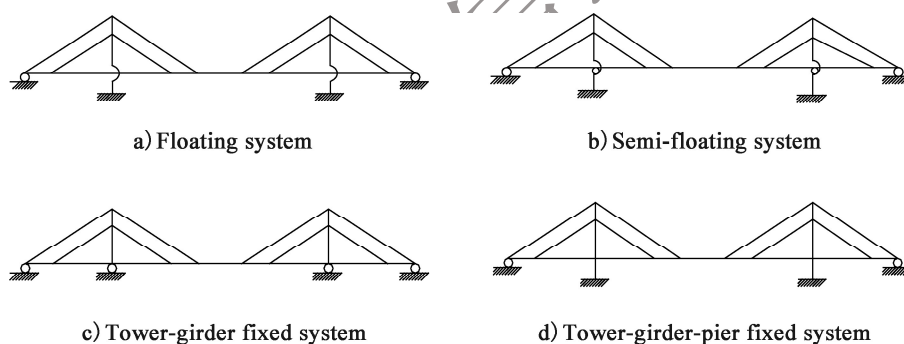 a) Floating system
b) Semi-floating system
c) Tower-girder fixed system
d) Tower-girder-pier fixed system